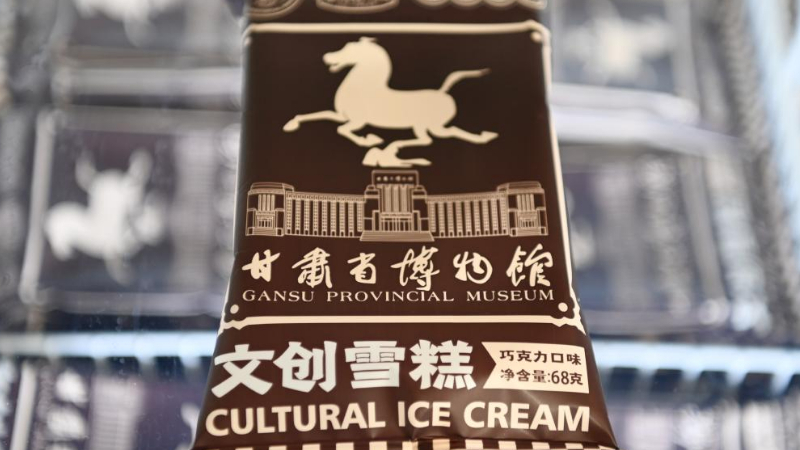 甘肃省博物馆
GANSU PROVINCIAL MUSEUM
文创雪糕
巧克力口味
净含量:68克
CULTURAL ICE CREAM